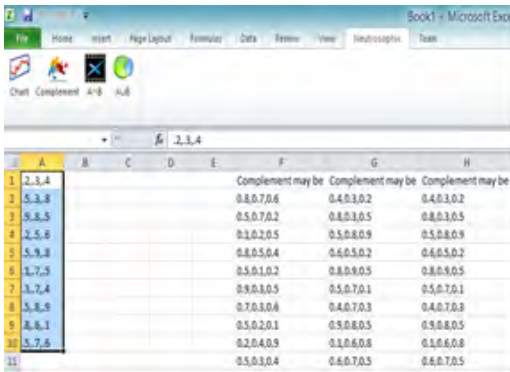 Book1 - Microsoft Exc
File Home Insert Page Layout Formulas Data Review View Neutrosophic Team
Chart Complement A^B AuB
fx .2,.3,.4
A B C D E F G H
1 .2,.3,.4 Complement may be Complement may be Complement may be
2 .5,.3,.8 0.8,0.7,0.6 0.4,0.3,0.2 0.4,0.3,0.2
3 .9,.8,.5 0.5,0.7,0.2 0.8,0.3,0.5 0.8,0.3,0.5
4 .2,.5,.6 0.1,0.2,0.5 0.5,0.8,0.9 0.5,0.8,0.9
5 .5,.9,.8 0.8,0.5,0.4 0.6,0.5,0.2 0.6,0.5,0.2
6 .1,.7,.5 0.5,0.1,0.2 0.8,0.9,0.5 0.8,0.9,0.5
7 .3,.7,.4 0.9,0.3,0.5 0.5,0.7,0.1 0.5,0.7,0.1
8 .5,.8,.9 0.7,0.3,0.6 0.4,0.7,0.3 0.4,0.7,0.3
9 .8,.6,.1 0.5,0.2,0.1 0.9,0.8,0.5 0.9,0.8,0.5
10 .5,.7,.6 0.2,0.4,0.9 0.1,0.6,0.8 0.1,0.6,0.8
11 0.5,0.3,0.4 0.6,0.7,0.5 0.6,0.7,0.5